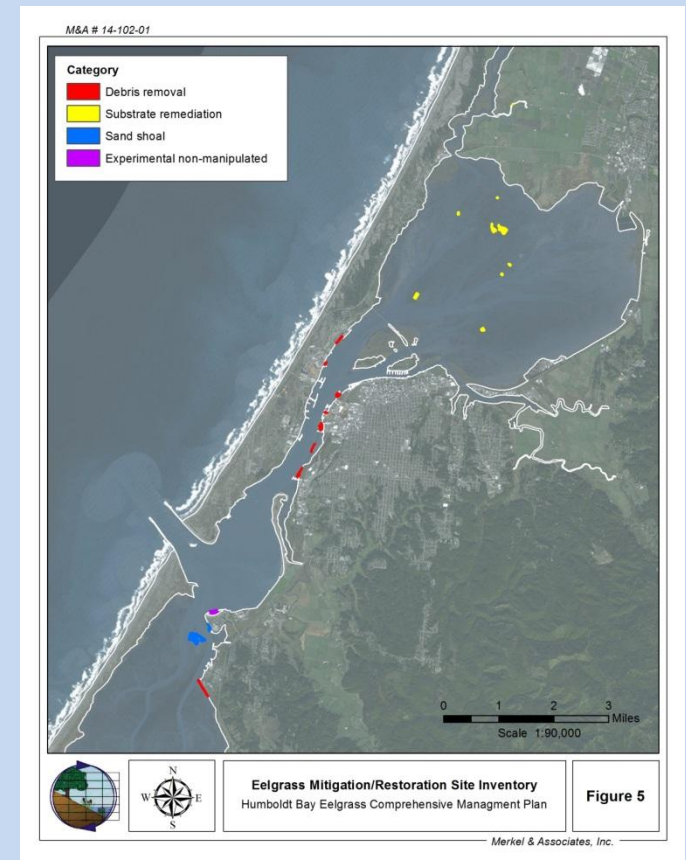 M&A # 14-102-01
Category
Debris removal
Substrate remediation
Sand shoal
Experimental non-manipulated
0 1 2 3
Miles
Scale 1:90,000
N
W E
S
Eelgrass Mitigation/Restoration Site Inventory
Humboldt Bay Eelgrass Comprehensive Managment Plan
Figure 5
Merkel & Associates, Inc.